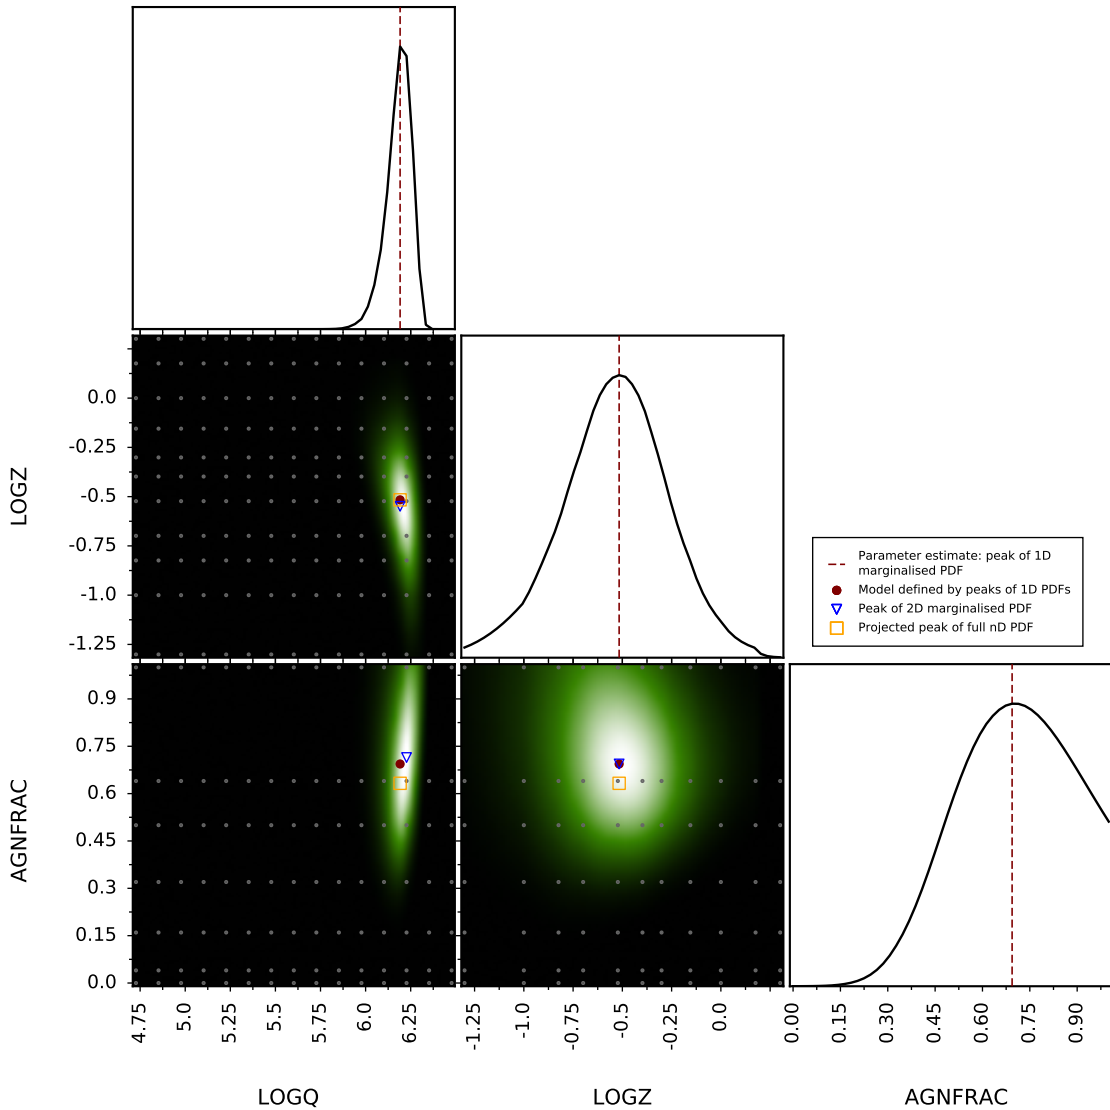 LOGZ
0.0
-0.25
-0.5
-0.75
-1.0
-1.25
Parameter estimate: peak of 1D
marginalised PDF
Model defined by peaks of 1D PDFs
Peak of 2D marginalised PDF
Projected peak of full nD PDF
AGNFRAC
0.9
0.75
0.6
0.45
0.3
0.15
0.0
4.75 5.0 5.25 5.5 5.75 6.0 6.25
-1.25 -1.0 -0.75 -0.5 -0.25 0.0
0.00 0.15 0.30 0.45 0.60 0.75 0.90
LOGQ LOGZ AGNFRAC